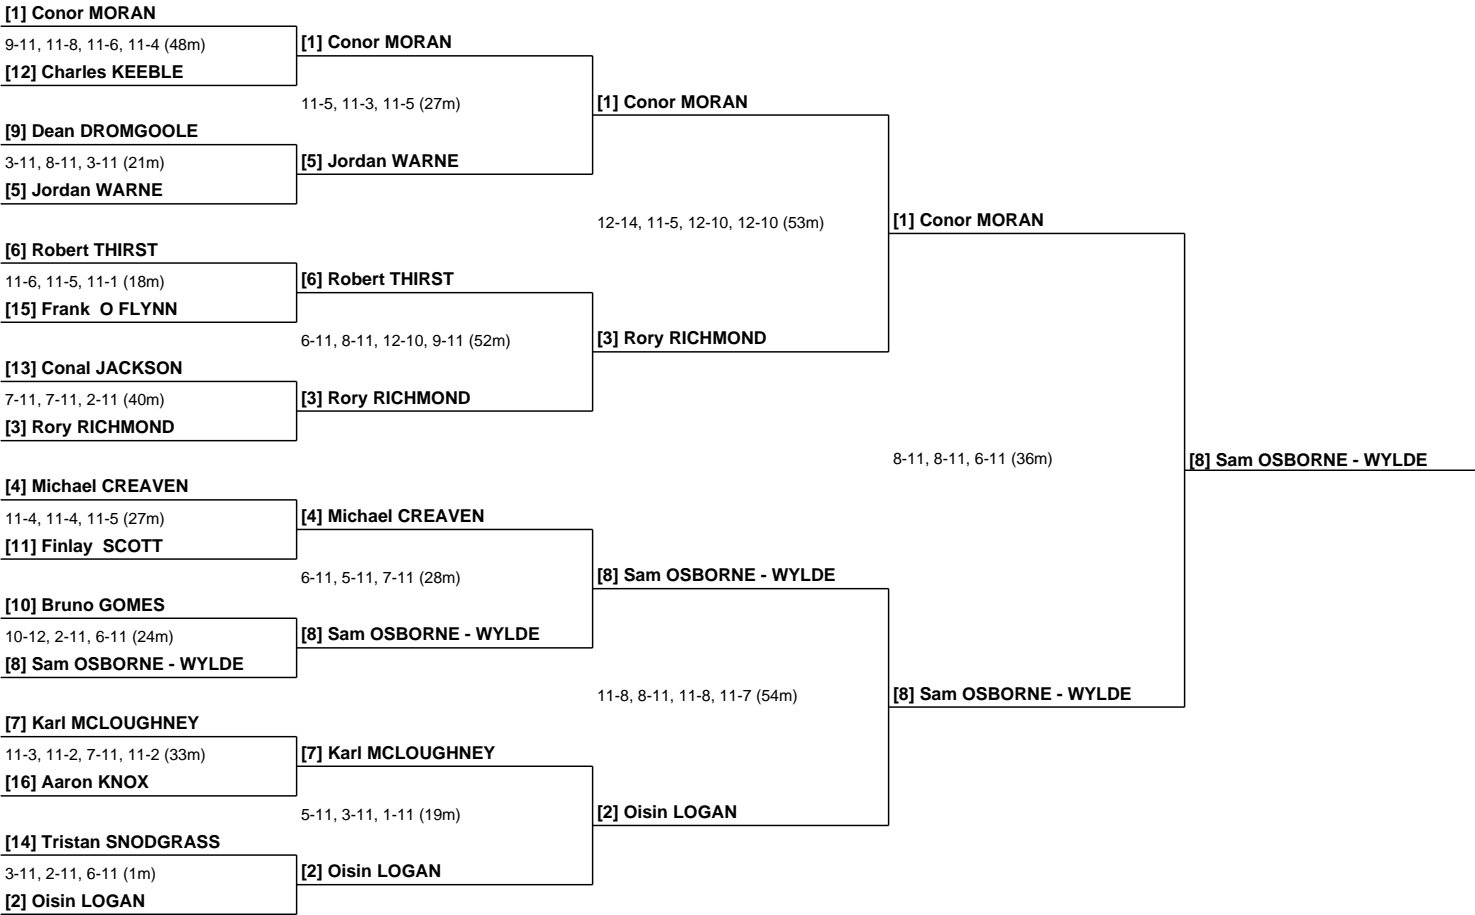 [1] Conor MORAN
9-11, 11-8, 11-6, 11-4 (48m)
[12] Charles KEEBLE
[9] Dean DROMGOOLE
3-11, 8-11, 3-11 (21m)
[5] Jordan WARNE
[6] Robert THIRST
11-6, 11-5, 11-1 (18m)
[15] Frank  O FLYNN
[13] Conal JACKSON
7-11, 7-11, 2-11 (40m)
[3] Rory RICHMOND
[4] Michael CREAVEN
11-4, 11-4, 11-5 (27m)
[11] Finlay  SCOTT
[10] Bruno GOMES
10-12, 2-11, 6-11 (24m)
[8] Sam OSBORNE - WYLDE
[7] Karl MCLOUGHNEY
11-3, 11-2, 7-11, 11-2 (33m)
[16] Aaron KNOX
[14] Tristan SNODGRASS
3-11, 2-11, 6-11 (1m)
[2] Oisin LOGAN
[1] Conor MORAN
11-5, 11-3, 11-5 (27m)
[5] Jordan WARNE
[6] Robert THIRST
6-11, 8-11, 12-10, 9-11 (52m)
[3] Rory RICHMOND
[4] Michael CREAVEN
6-11, 5-11, 7-11 (28m)
[8] Sam OSBORNE - WYLDE
[7] Karl MCLOUGHNEY
5-11, 3-11, 1-11 (19m)
[2] Oisin LOGAN
[1] Conor MORAN
12-14, 11-5, 12-10, 12-10 (53m)
[3] Rory RICHMOND
[8] Sam OSBORNE - WYLDE
11-8, 8-11, 11-8, 11-7 (54m)
[2] Oisin LOGAN
[1] Conor MORAN
8-11, 8-11, 6-11 (36m)
[8] Sam OSBORNE - WYLDE
[8] Sam OSBORNE - WYLDE